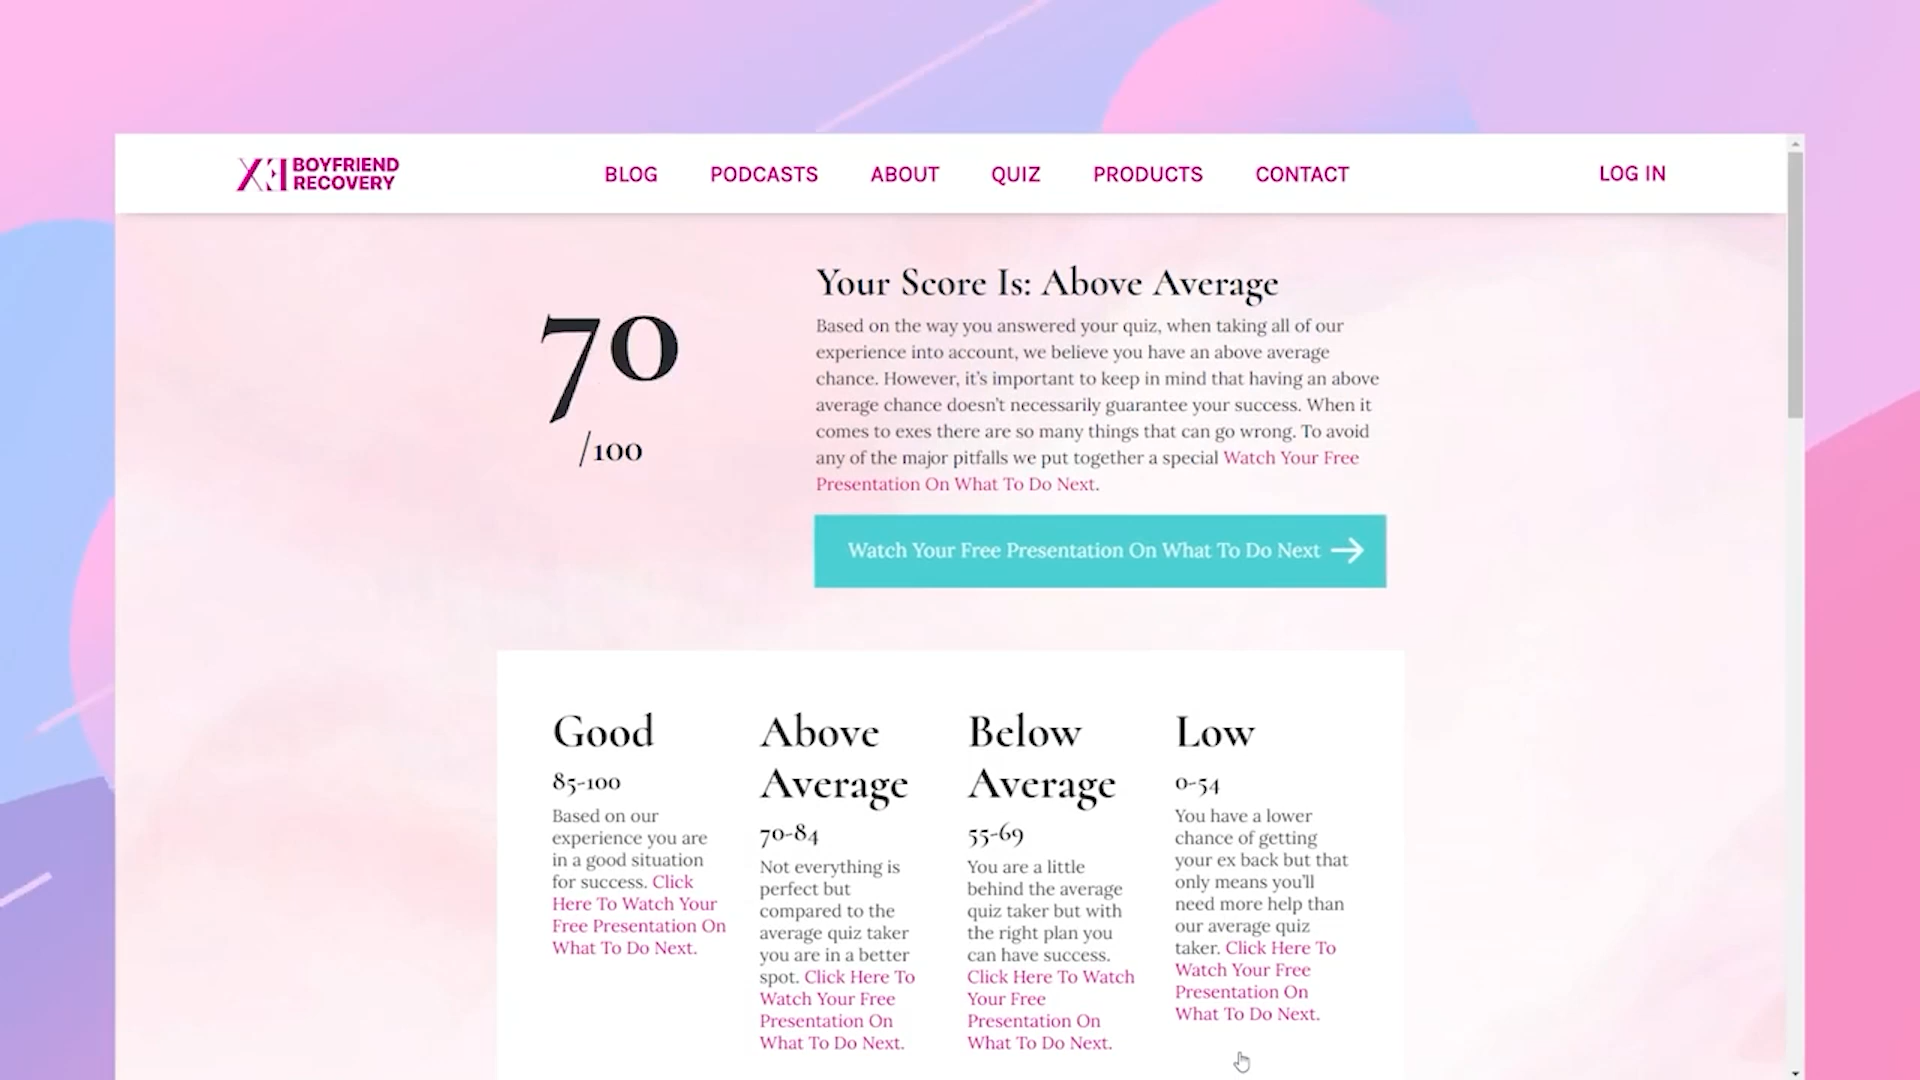 EX BOYFRIEND
RECOVERY
BLOG
PODCASTS
ABOUT
QUIZ
PRODUCTS
CONTACT
LOG IN
70
/100
Your Score Is: Above Average
Based on the way you answered your quiz, when taking all of our
experience into account, we believe you have an above average
chance. However, it's important to keep in mind that having an above
average chance doesn't necessarily guarantee your success. When it
comes to exes there are so many things that can go wrong. To avoid
any of the major pitfalls we put together a special Watch Your Free
Presentation On What To Do Next.
Watch Your Free Presentation On What To Do Next
Good
85-100
Based on our
experience you are
in a good situation
for success. Click
Here To Watch Your
Free Presentation On
What To Do Next.
Above
Average
70-84
Not everything is
perfect but
compared to the
average quiz taker
you are in a better
spot. Click Here To
Watch Your Free
Presentation On
What To Do Next.
Below
Average
55-69
You are a little
behind the average
quiz taker but with
the right plan you
can have success.
Click Here To Watch
Your Free
Presentation On
What To Do Next.
Low
0-54
You have a lower
chance of getting
your ex back but that
only means you'll
need more help than
our average quiz
taker. Click Here To
Watch Your Free
Presentation On
What To Do Next.